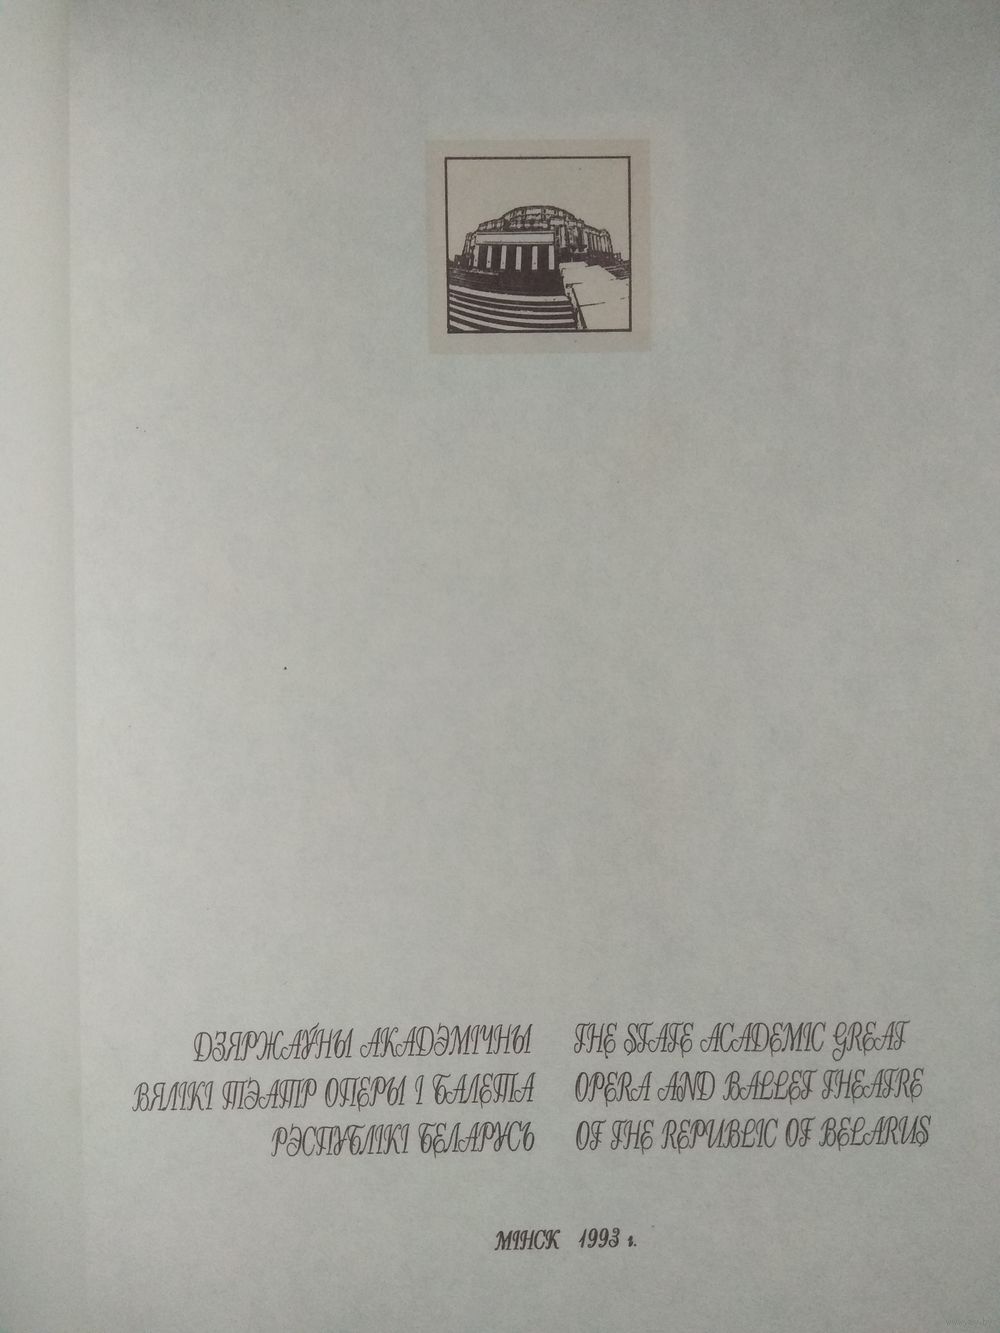 ДЗЯРЖАЎНЫ АКАДЭМІЧНЫ
ВЯЛІКІ ТЭАТР ОПЕРЫ І БАЛЕТА
РЭСПУБЛІКІ БЕЛАРУСЬ
THE STATE ACADEMIC GREAT
OPERA AND BALLET THEATRE
OF THE REPUBLIC OF BELARUS
МІНСК 1993 г.